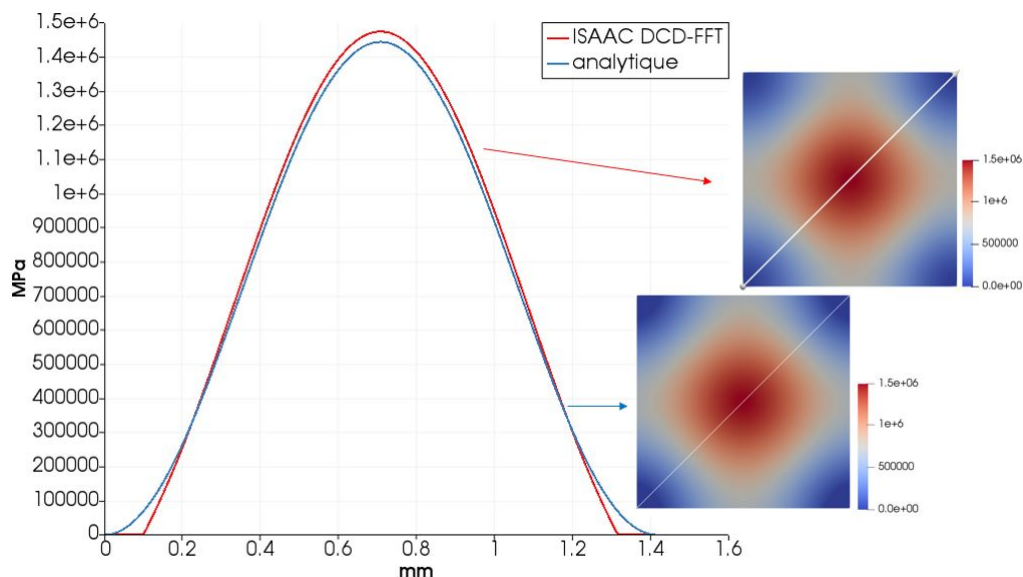 1.5e+6
1.4e+6
1.3e+6
1.2e+6
1.1e+6
1e+6
900000
800000
700000
600000
500000
400000
300000
200000
100000
0
MPa
0 0.2 0.4 0.6 0.8 1 1.2 1.4 1.6
mm
ISAAC DCD-FFT
analytique
1.5e+06
1e+6
500000
0.0e+00
1.5e+06
1e+6
500000
0.0e+00